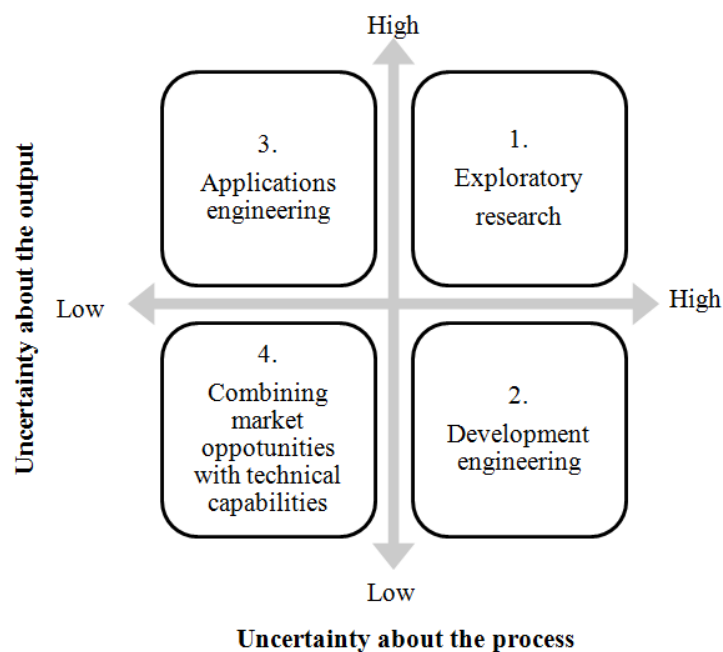 High
3.
Applications
engineering
1.
Exploratory
research
Uncertainty about the output
Low
High
4.
Combining
market
oppotunities
with technical
capabilities
2.
Development
engineering
Low
Uncertainty about the process